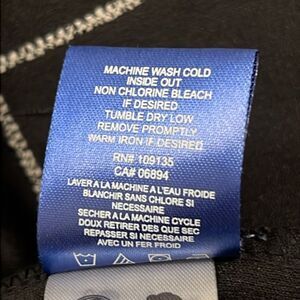 MACHINE WASH COLD
INSIDE OUT
NON CHLORINE BLEACH
IF DESIRED
TUMBLE DRY LOW
REMOVE PROMPTLY
WARM IRON IF DESIRED
RN# 109135
CA# 06894
LAVER A LA MACHINE A L'EAU FROIDE
BLANCHIR SANS CHLORE SI
NECESSAIRE
SECHER A LA MACHINE CYCLE
DOUX RETIRER DES QUE SEC
REPASSER SI NECESSAIRE
AVEC UN FER FROID